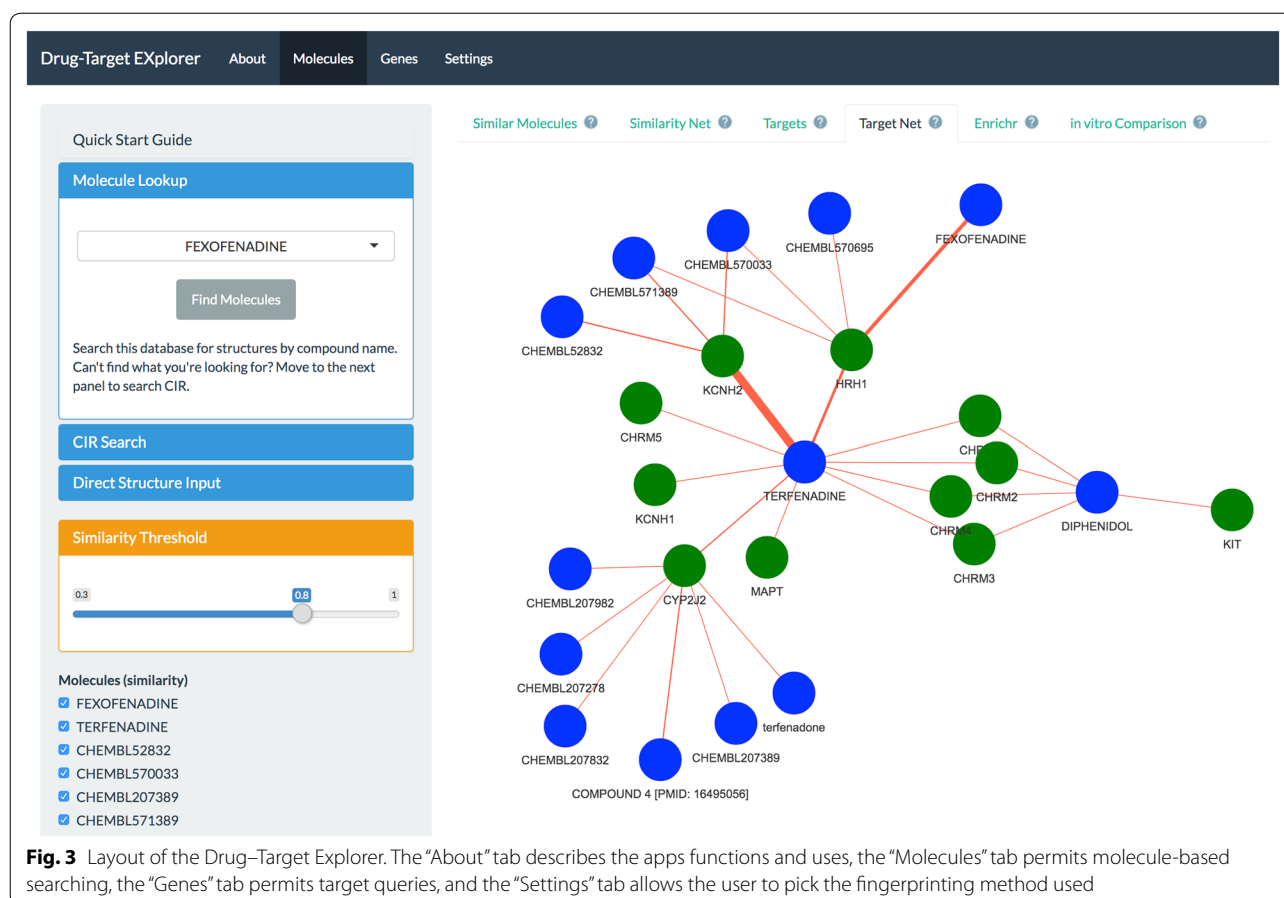 Drug-Target EXplorer About Molecules Genes Settings
Quick Start Guide
Molecule Lookup
FEXOFENADINE
Find Molecules
Search this database for structures by compound name.
Can't find what you're looking for? Move to the next
panel to search CIR.
CIR Search
Direct Structure Input
Similarity Threshold
0.3 0.8 1
Molecules (similarity)
FEXOFENADINE
TERFENADINE
CHEMBL52832
CHEMBL570033
CHEMBL207389
CHEMBL571389
Similar Molecules ? Similarity Net ? Targets ? Target Net ? Enrichr ? in vitro Comparison ?
FEXOFENADINE
CHEMBL570695
CHEMBL570033
CHEMBL571389
CHEMBL52832
KCNH2
HRH1
CHRM5
TERFENADINE
CHRM2
KCNH1
CHRM4
DIPHENIDOL
CHRM3
KIT
MAPT
CYP2J2
CHEMBL207982
CHEMBL207278
terfenadone
CHEMBL207832
CHEMBL207389
COMPOUND 4 [PMID: 16495056]
Fig. 3 Layout of the Drug–Target Explorer. The "About" tab describes the apps functions and uses, the "Molecules" tab permits molecule-based
searching, the "Genes" tab permits target queries, and the "Settings" tab allows the user to pick the fingerprinting method used